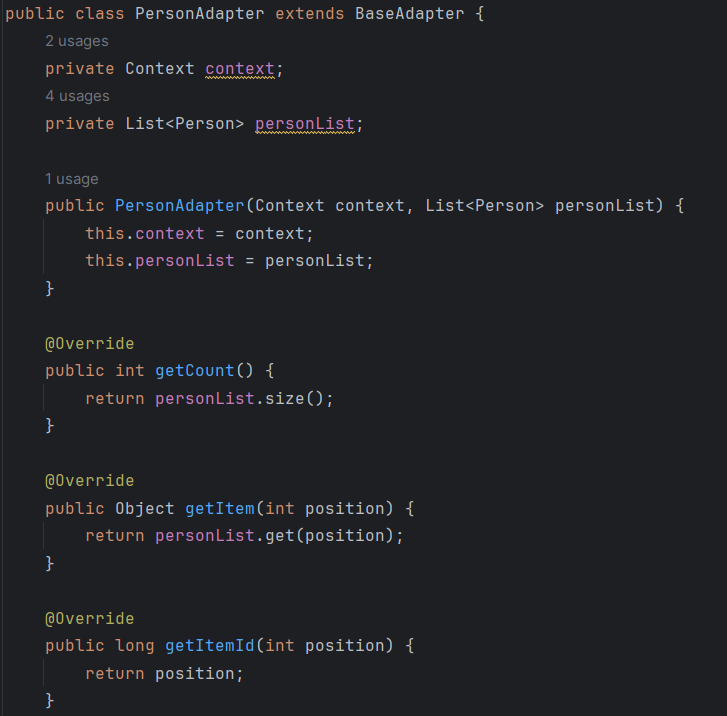 public class PersonAdapter extends BaseAdapter {
2 usages
private Context context;
4 usages
private List<Person> personList;
1 usage
public PersonAdapter(Context context, List<Person> personList) {
this.context = context;
this.personList = personList;
}
@Override
public int getCount() {
return personList.size();
}
@Override
public Object getItem(int position) {
return personList.get(position);
}
@Override
public long getItemId(int position) {
return position;
}